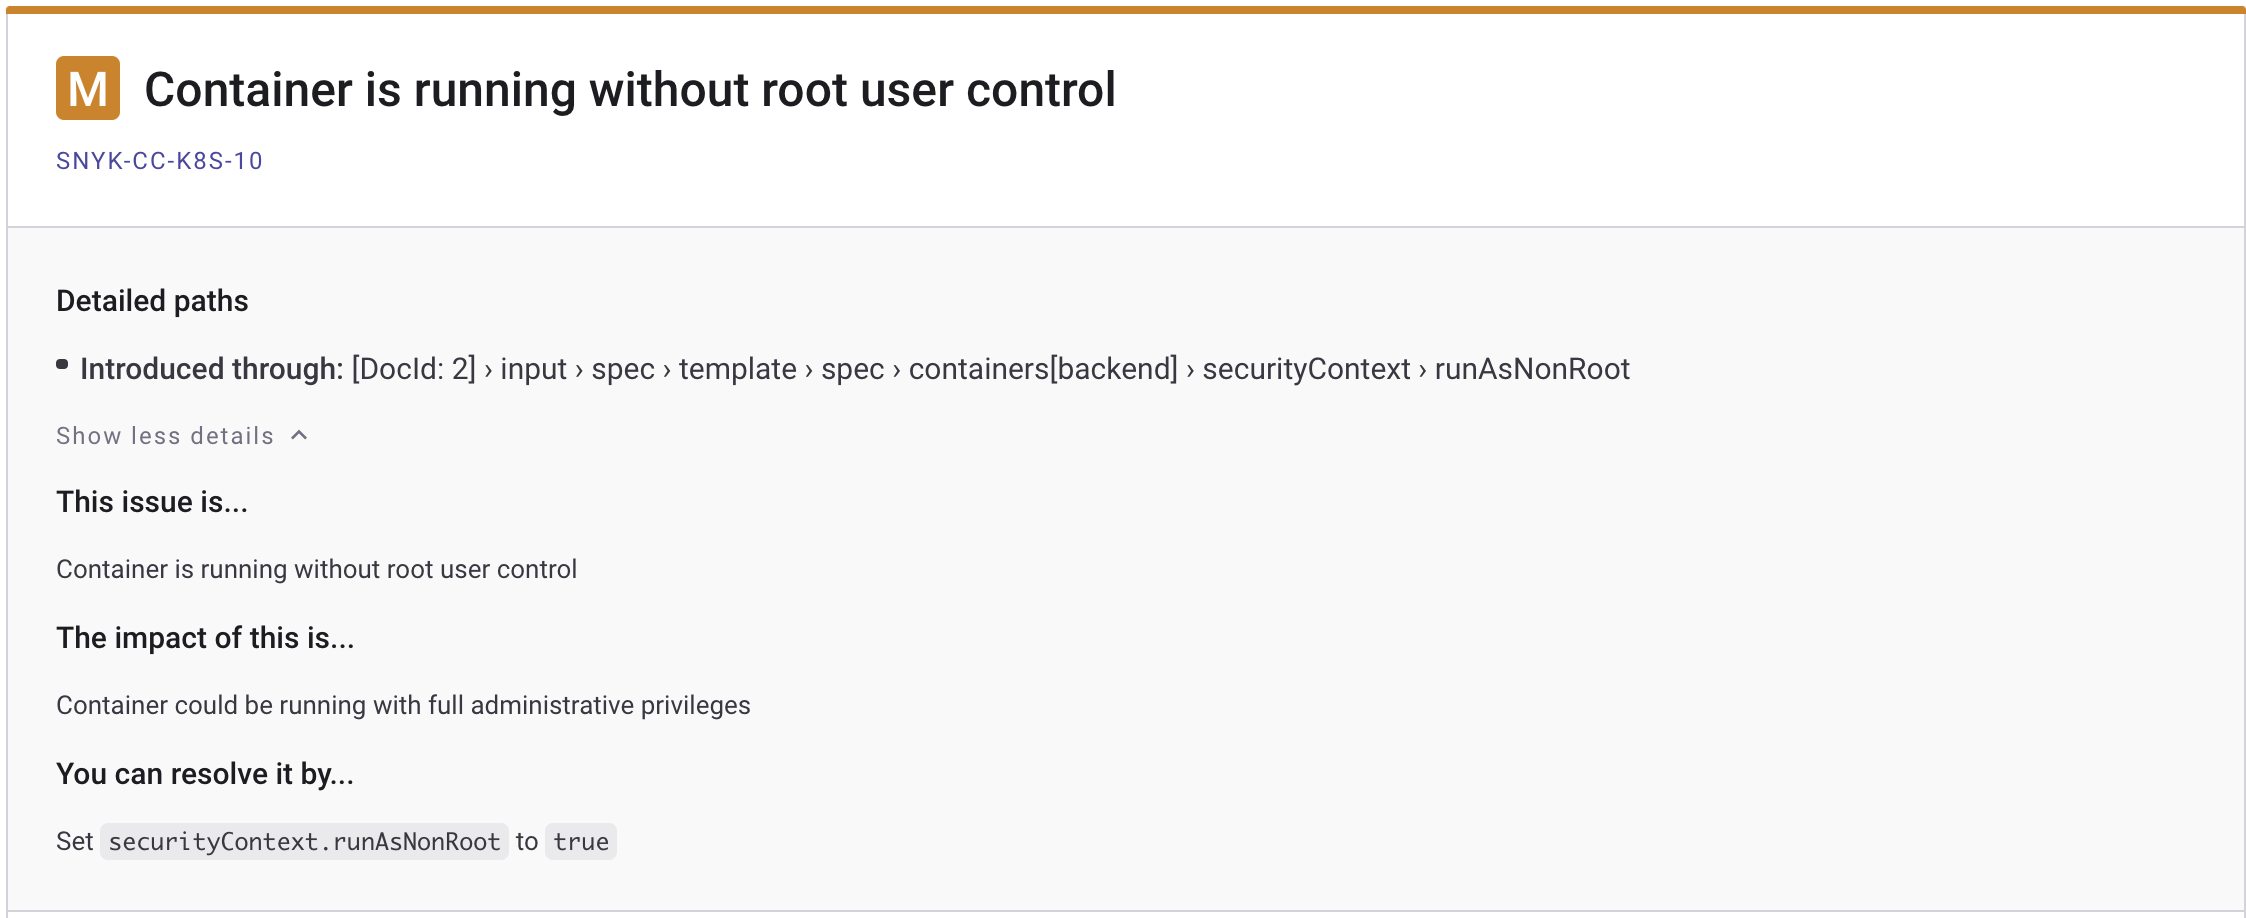 M Container is running without root user control
SNYK-CC-K8S-10
Detailed paths
Introduced through: [DocId: 2] › input › spec › template › spec › containers[backend] › securityContext › runAsNonRoot
Show less details
This issue is...
Container is running without root user control
The impact of this is...
Container could be running with full administrative privileges
You can resolve it by...
Set securityContext.runAsNonRoot to true